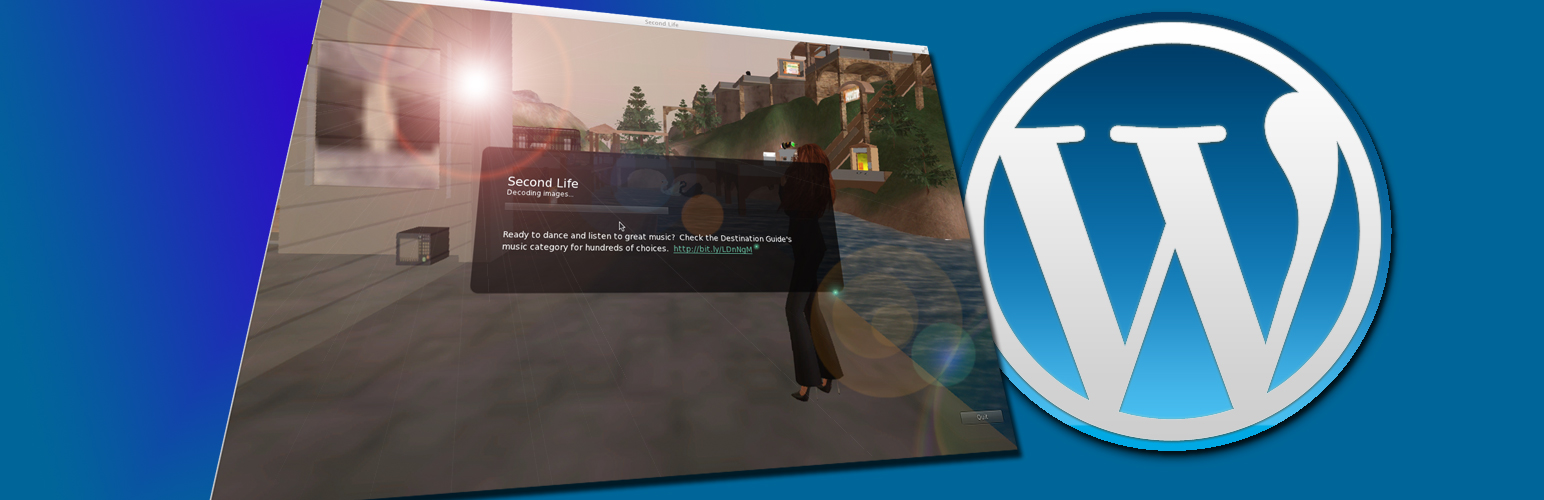 Second Life
Second Life
Decoding images...
Ready to dance and listen to great music? Check the Destination Guide's
music category for hundreds of choices. http://bit.ly/LDnNqM
Quit
W